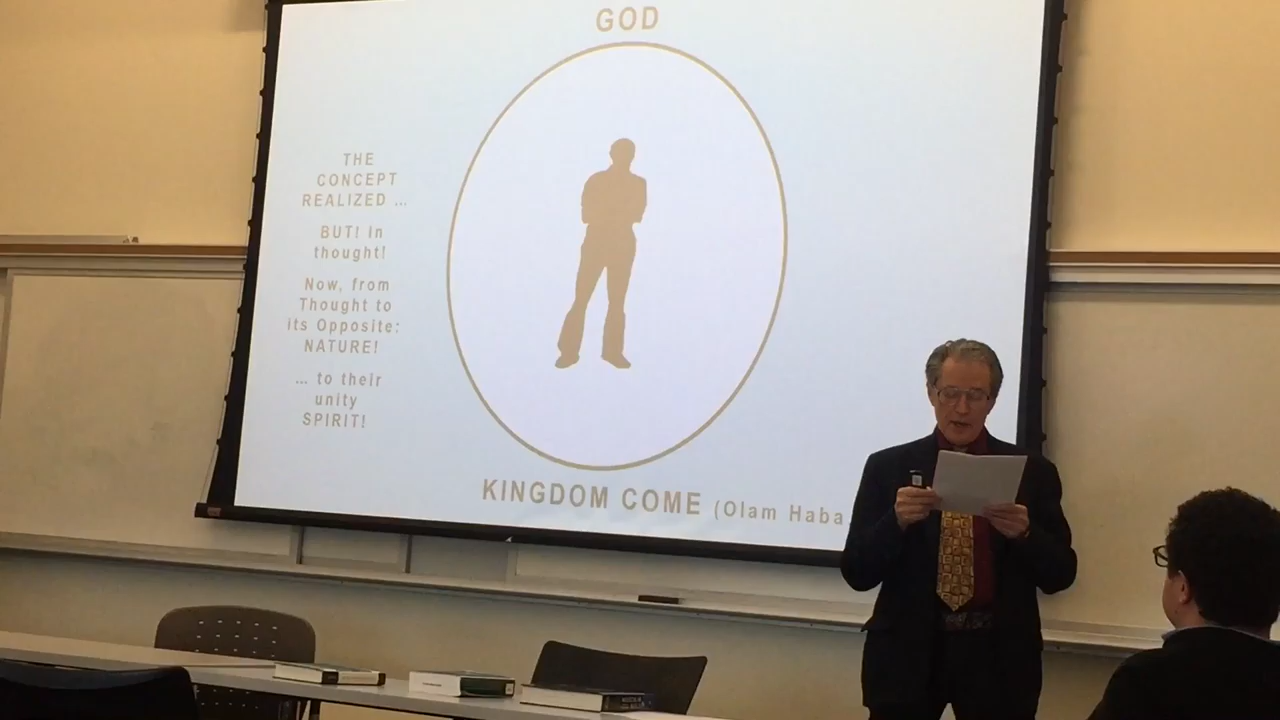 GOD
THE
CONCEPT
REALIZED ...
BUT! In
thought!
Now, from
Thought to
its Opposite:
NATURE!
... to their
unity
SPIRIT!
KINGDOM COME (Olam Haba